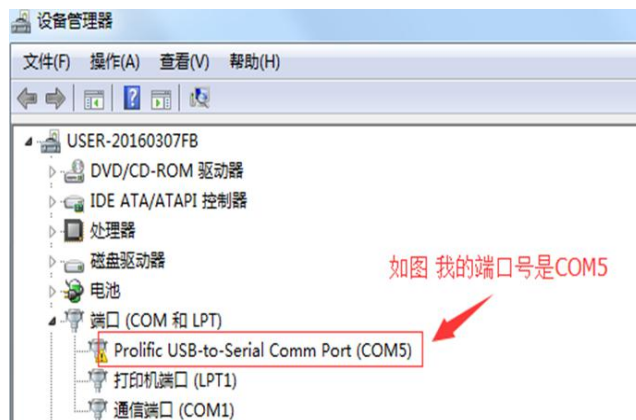 设备管理器
文件(F) 操作(A) 查看(V) 帮助(H)
USER-20160307FB
DVD/CD-ROM 驱动器
IDE ATA/ATAPI 控制器
处理器
磁盘驱动器
如图 我的端口号是COM5
电池
端口 (COM 和 LPT)
Prolific USB-to-Serial Comm Port (COM5)
打印机端口 (LPT1)
通信端口 (COM1)